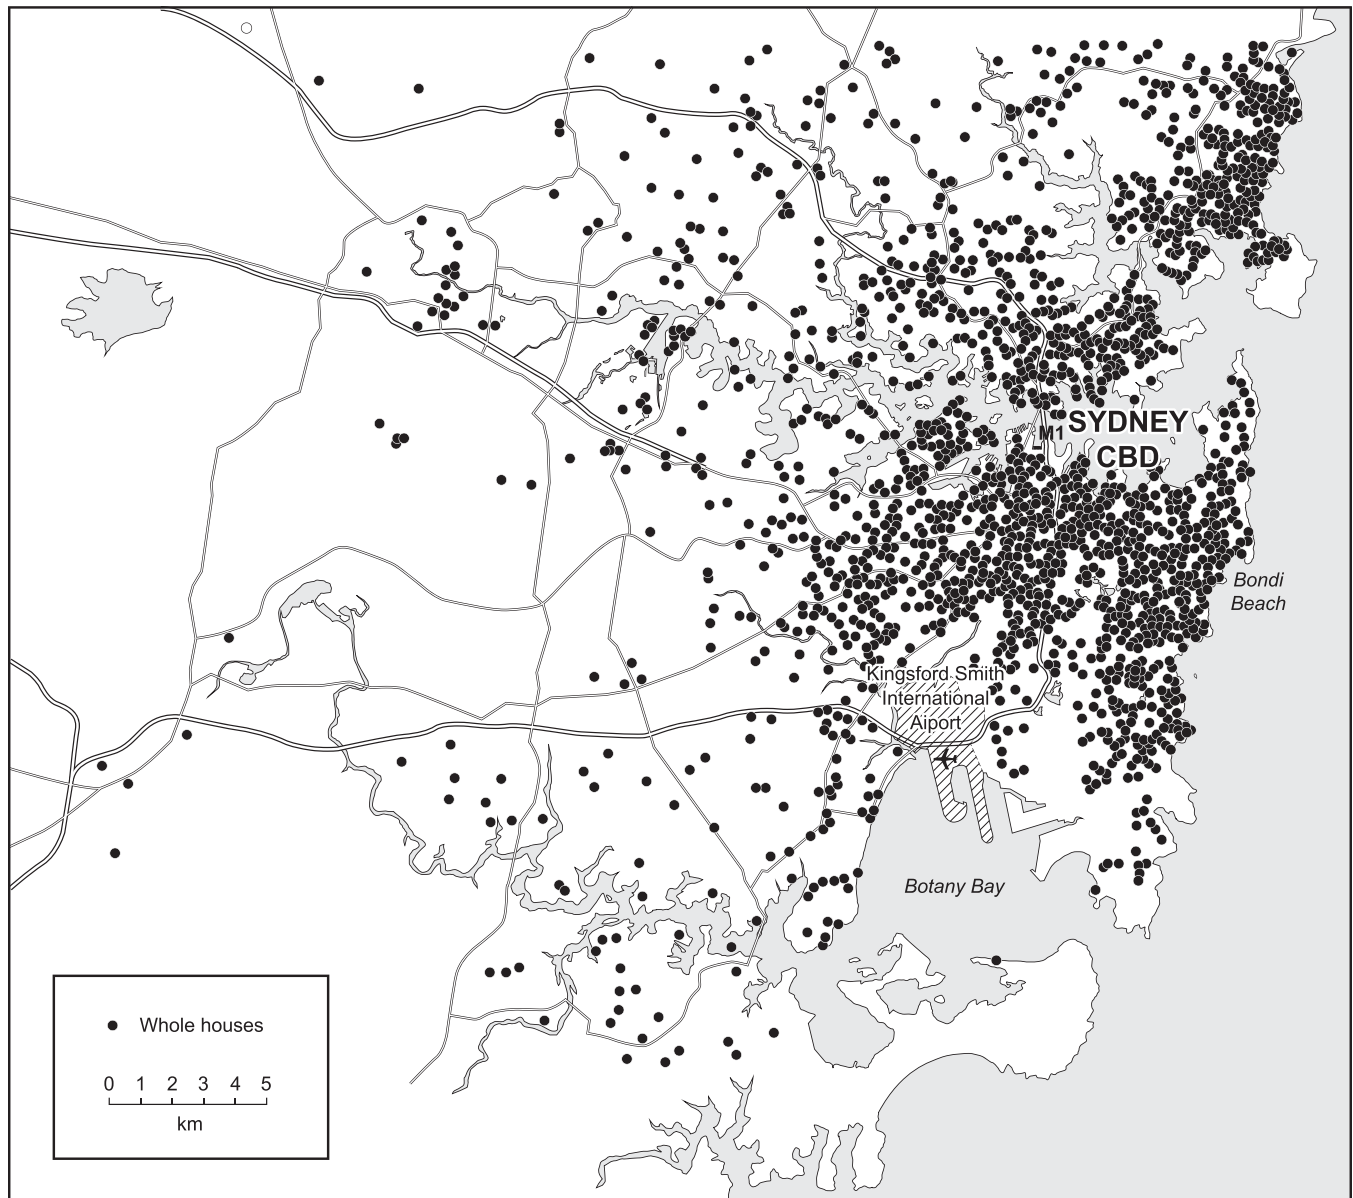 M1
SYDNEY
CBD
Bondi
Beach
Kingsford Smith
International
Aiport
Botany Bay
Whole houses
0 1 2 3 4 5
km